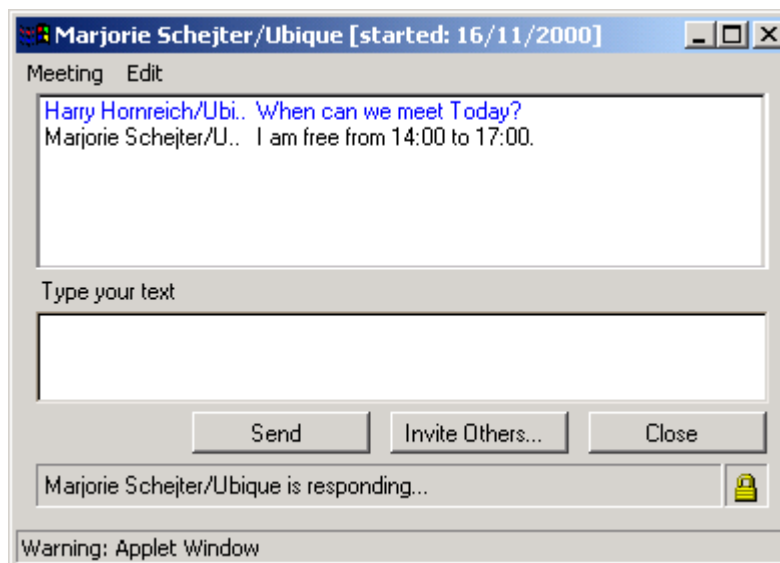 Marjorie Schejter/Ubique [started: 16/11/2000]
Meeting Edit
Harry Hornreich/Ubi.. When can we meet Today?
Marjorie Schejter/U.. I am free from 14:00 to 17:00.
Type your text
Send Invite Others... Close
Marjorie Schejter/Ubique is responding...
Warning: Applet Window